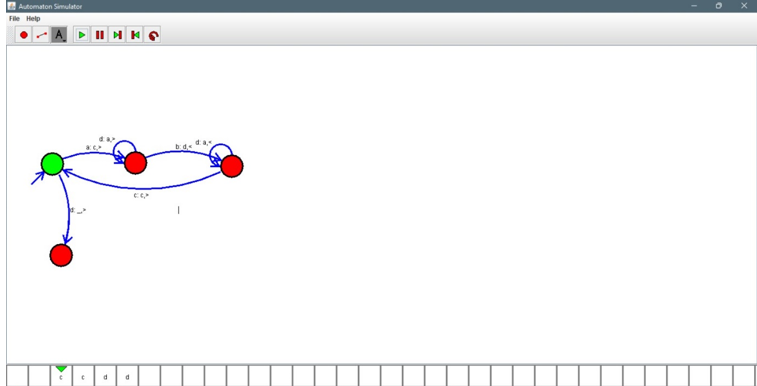 Automaton Simulator
File Help
A
d: a,>
a: c,>
b: d,<
d: a,<
c: c,>
d: _,>
c c d d